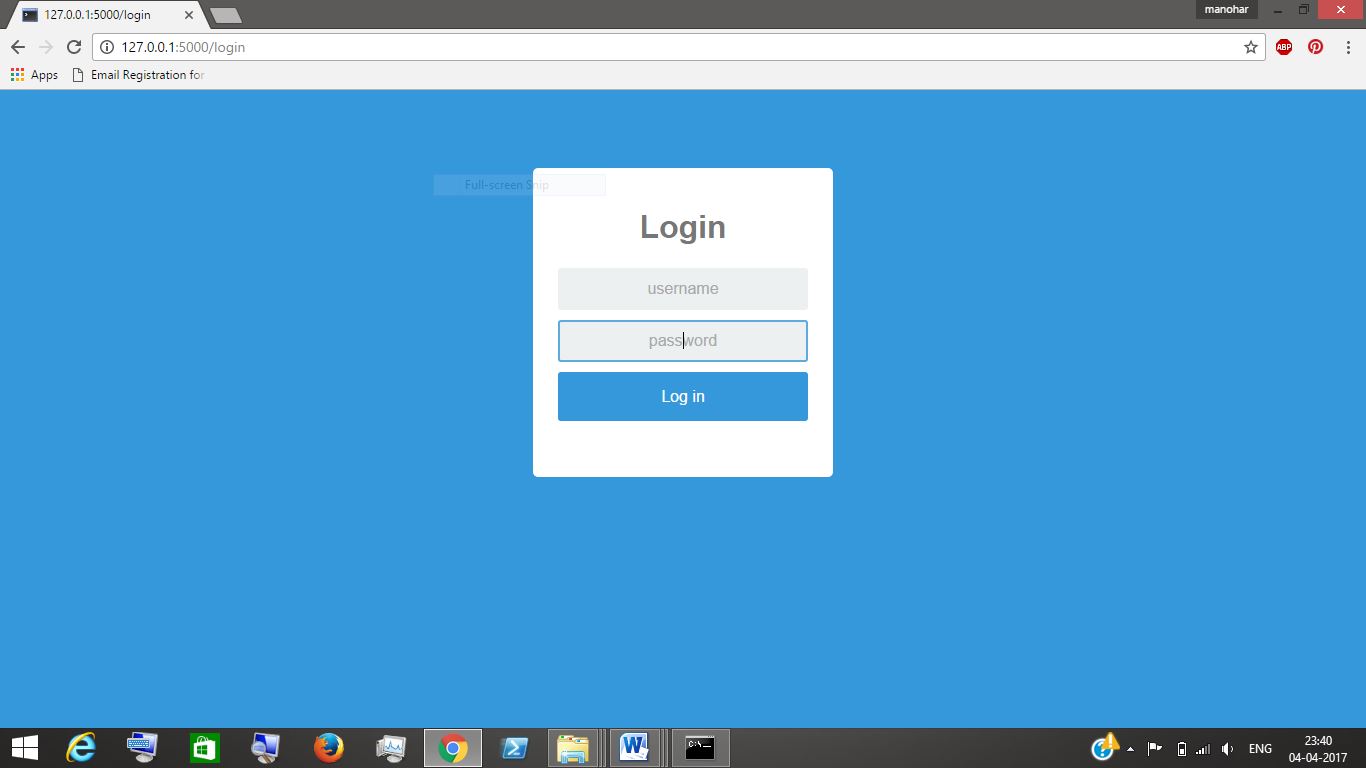 127.0.0.1:5000/login
manohar
127.0.0.1:5000/login
ABP
Apps
Email Registration for
Full-screen Snip
Login
username
password
Log in
C:\_
ENG
23:40
04-04-2017